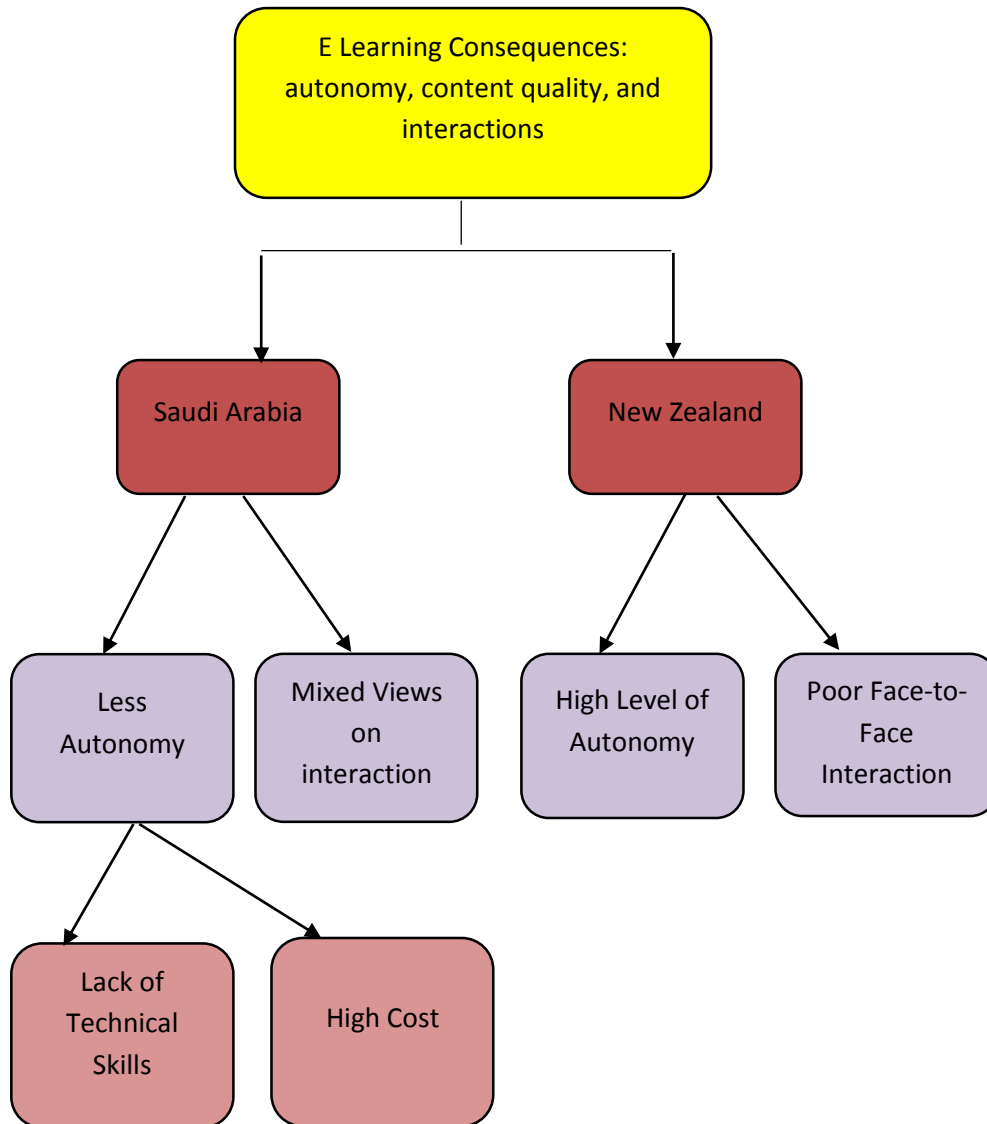 E Learning Consequences:
autonomy, content quality, and
interactions
Saudi Arabia
New Zealand
Less
Autonomy
Mixed Views
on
interaction
High Level of
Autonomy
Poor Face-to-
Face
Interaction
Lack of
Technical
Skills
High Cost